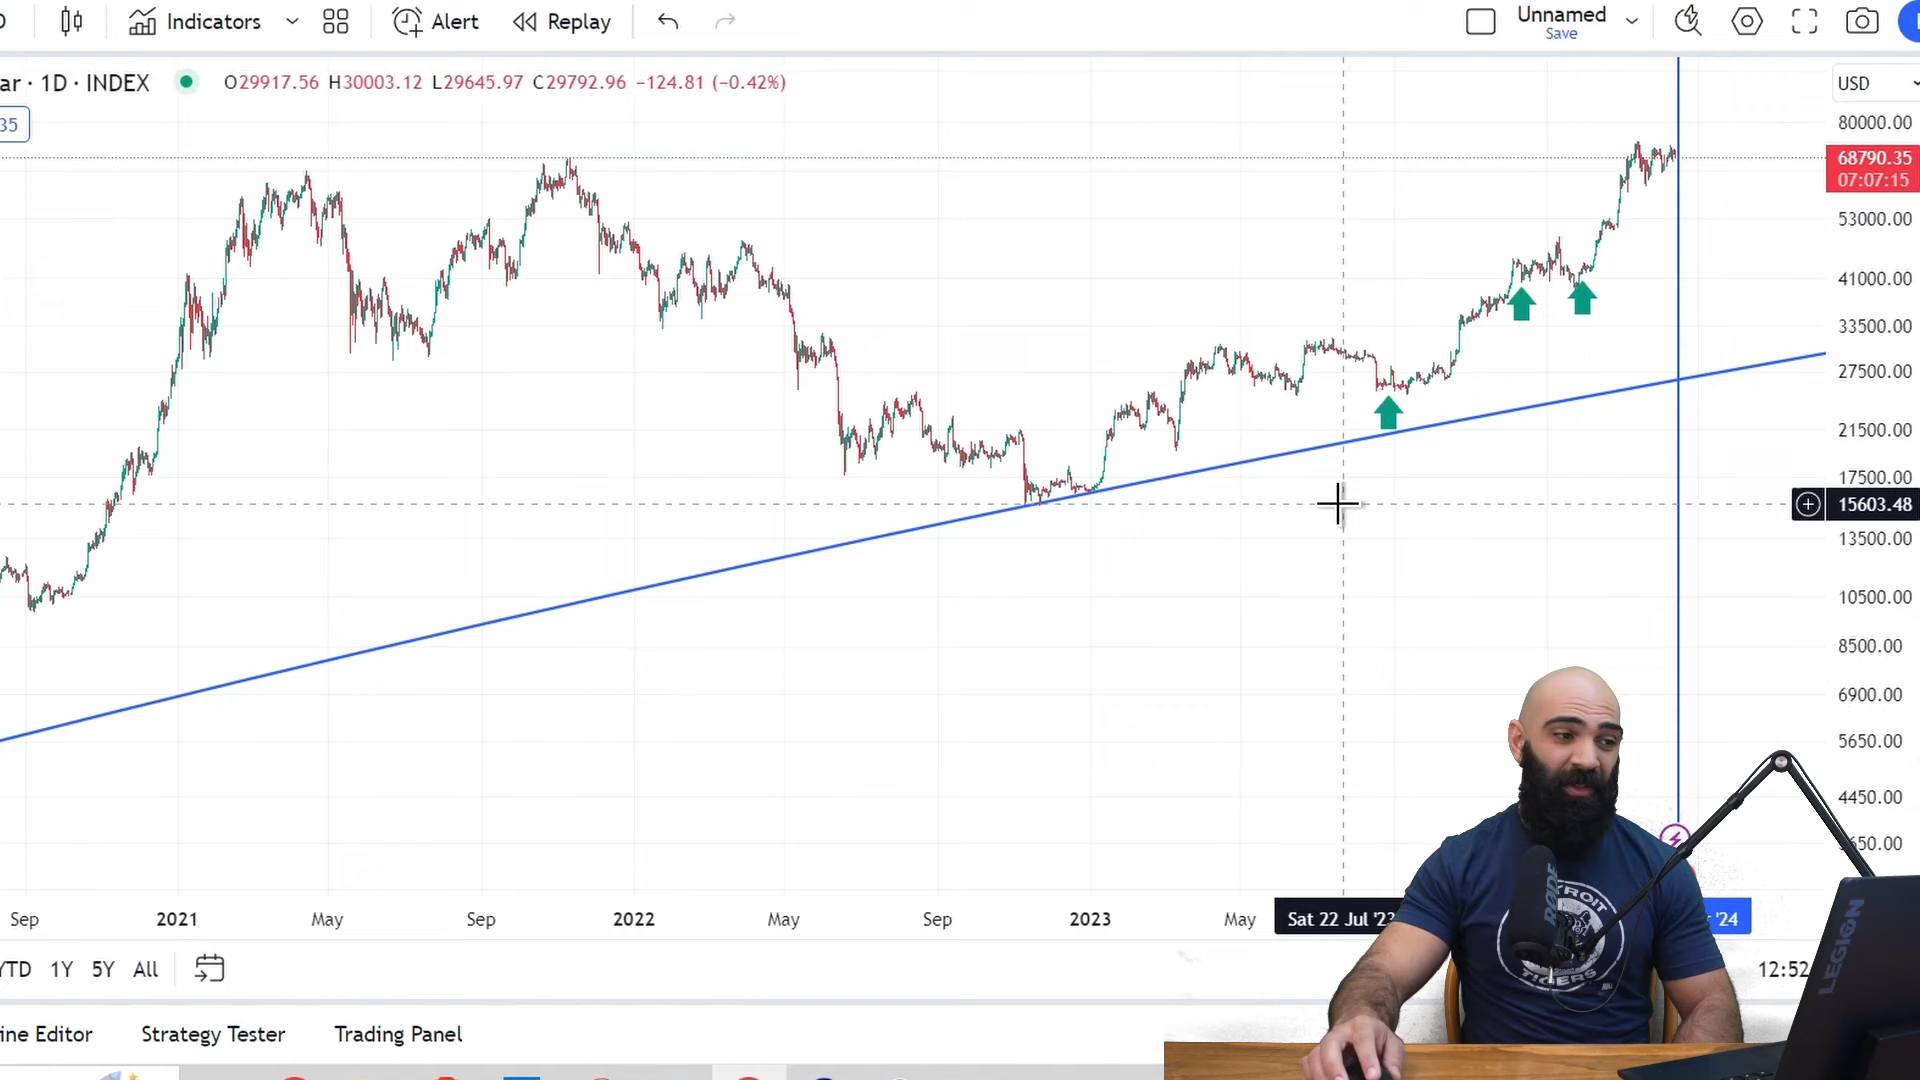 Indicators
Alert
Replay
Unnamed
Save
ar · 1D · INDEX
O29917.56 H30003.12 L29645.97 C29792.96 −124.81 (−0.42%)
USD
35
80000.00
68790.35
07:07:15
53000.00
41000.00
33500.00
27500.00
21500.00
17500.00
15603.48
13500.00
10500.00
8500.00
6900.00
5650.00
4450.00
650.00
Sep 2021 May Sep 2022 May Sep 2023 May Sat 22 Jul '23 '24
YTD 1Y 5Y All
12:52
ine Editor Strategy Tester Trading Panel
RODE
TIGERS
LEGION